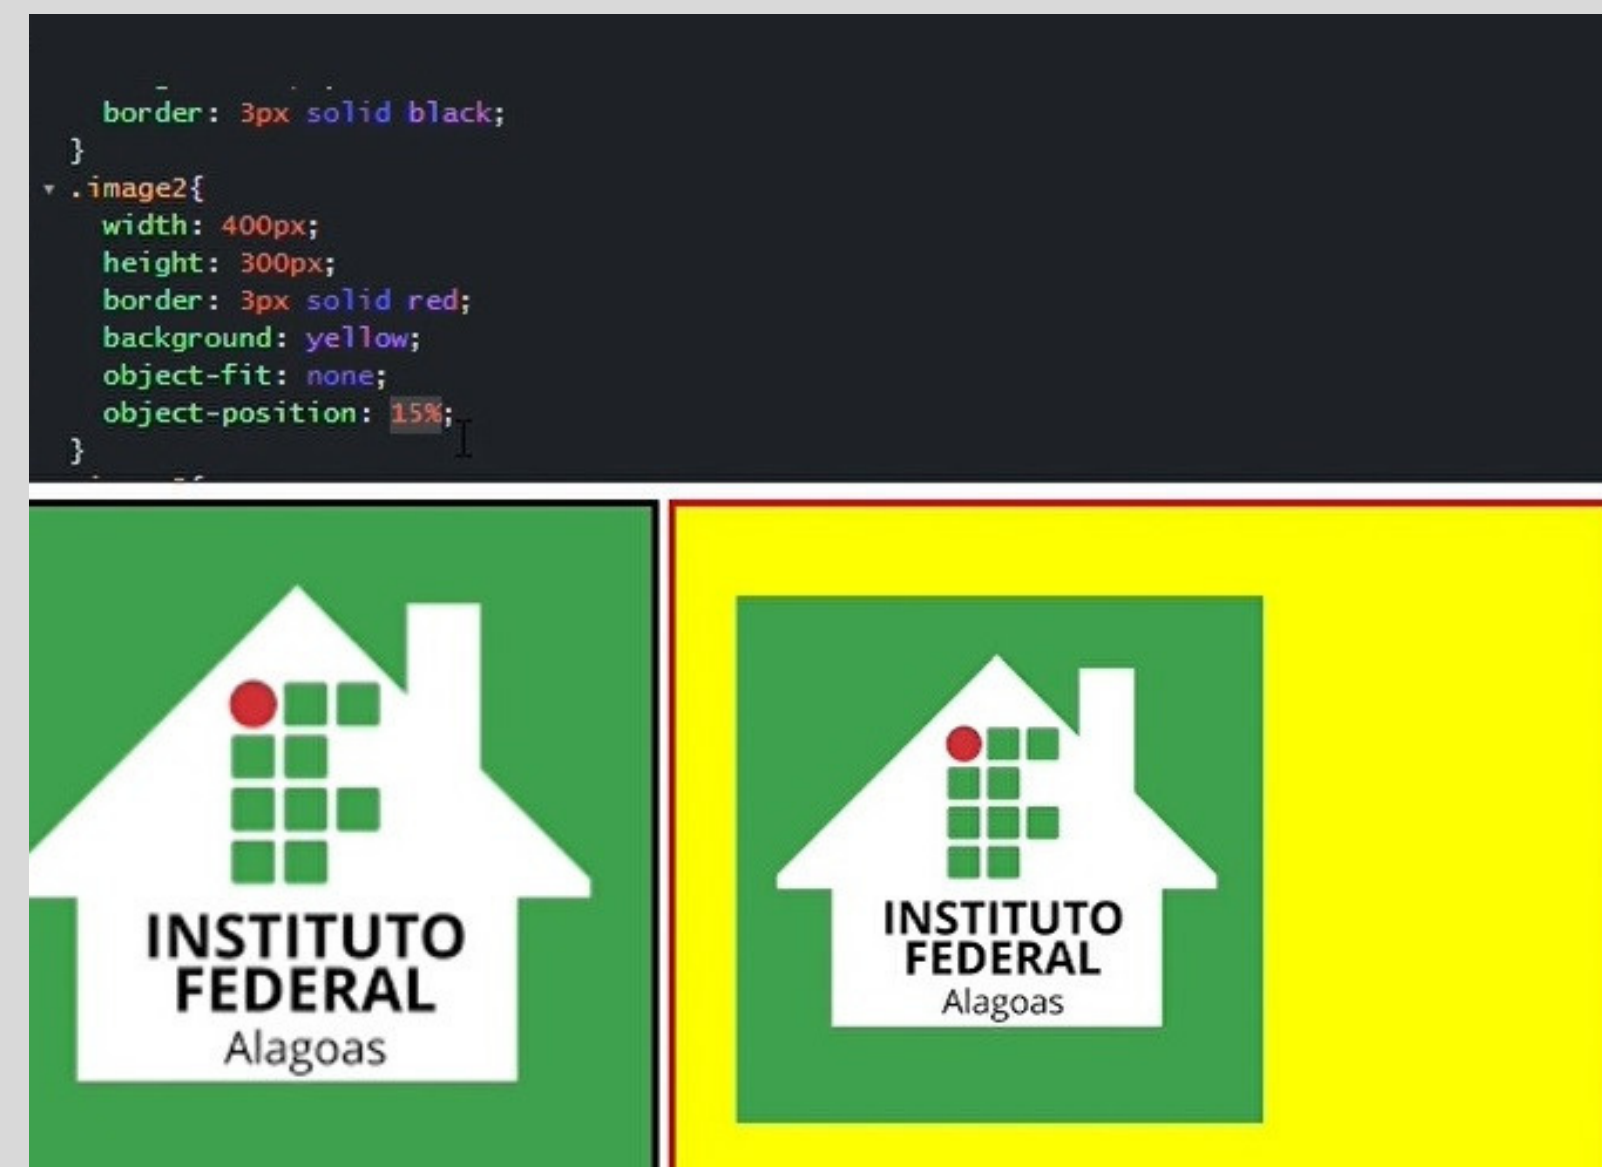 border: 3px solid black;
}
.image2{
width: 400px;
height: 300px;
border: 3px solid red;
background: yellow;
object-fit: none;
object-position: 15%;
}
INSTITUTO
FEDERAL
Alagoas
INSTITUTO
FEDERAL
Alagoas